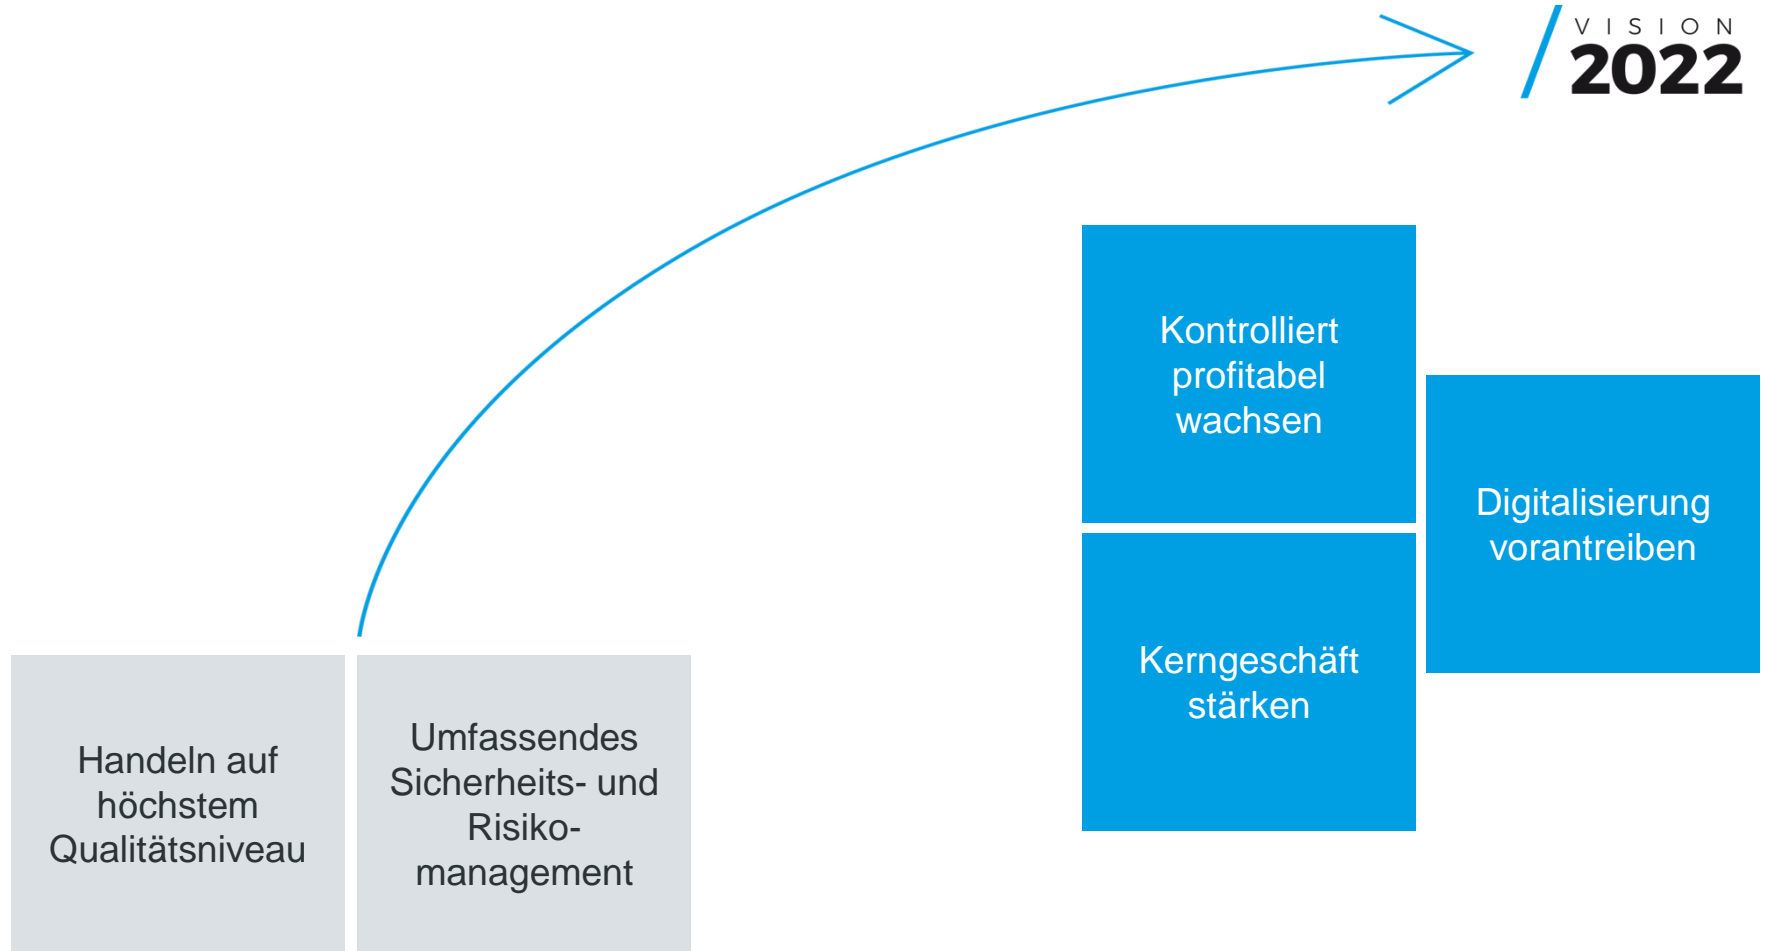 VISION
2022
Kontrolliert
profitabel
wachsen
Digitalisierung
vorantreiben
Kerngeschäft
stärken
Handeln auf
höchstem
Qualitätsniveau
Umfassendes
Sicherheits- und
Risiko-
management